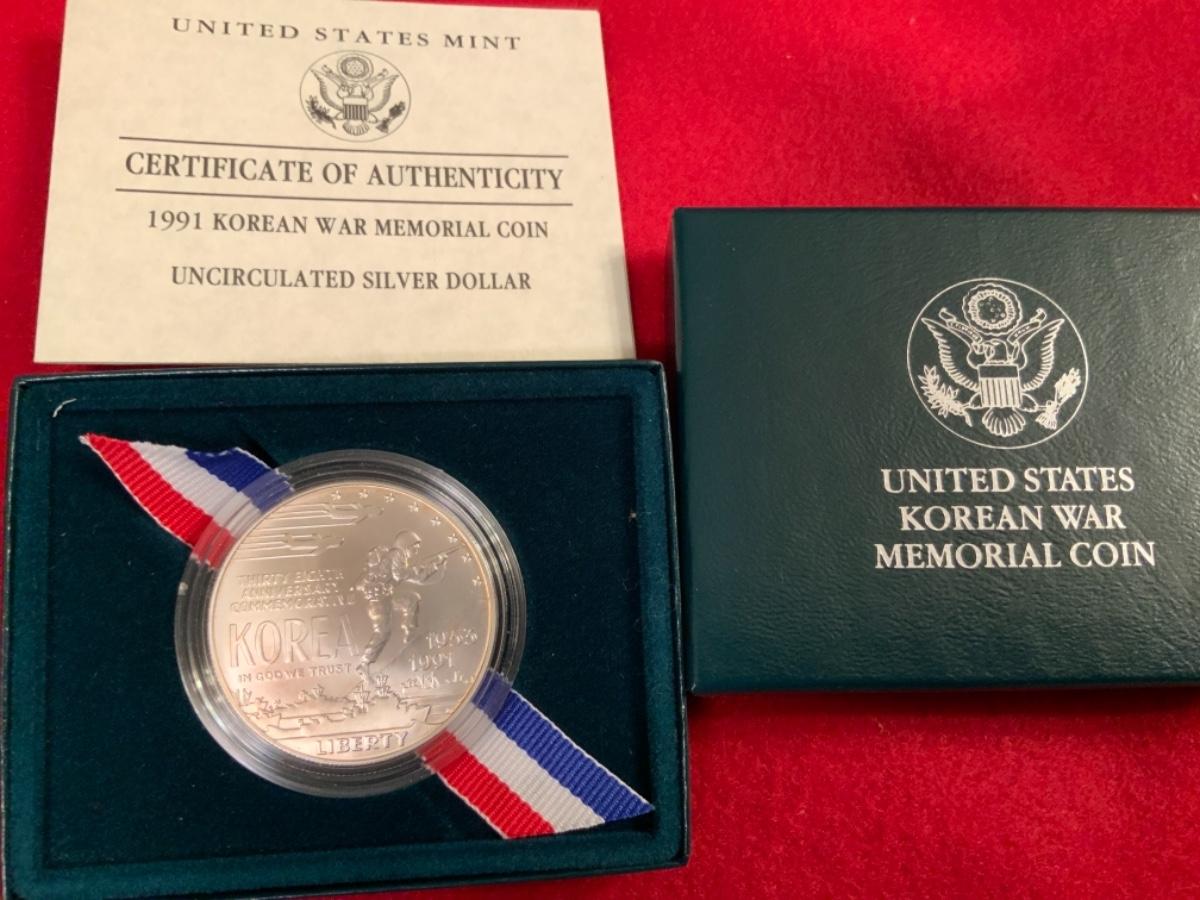 UNITED STATES MINT
CERTIFICATE OF AUTHENTICITY
1991 KOREAN WAR MEMORIAL COIN
UNCIRCULATED SILVER DOLLAR
THIRTY EIGHTH
ANNIVERSARY
COMMEMORATIVE
KOREA
IN GOD WE TRUST
1953
1991
LIBERTY
UNITED STATES
KOREAN WAR
MEMORIAL COIN